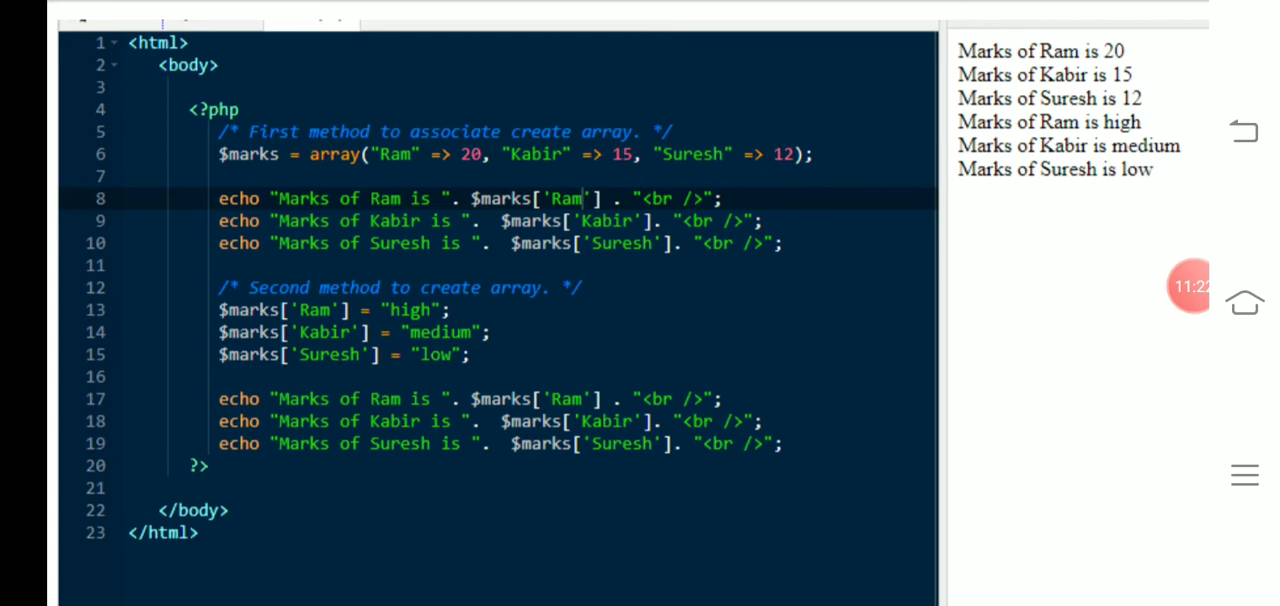 1 <html>
2 <body>
3
4 <?php
5 /* First method to associate create array. */
6 $marks = array("Ram" => 20, "Kabir" => 15, "Suresh" => 12);
7
8 echo "Marks of Ram is ". $marks['Ram'] . "<br />";
9 echo "Marks of Kabir is ".  $marks['Kabir']. "<br />";
10 echo "Marks of Suresh is ".  $marks['Suresh']. "<br />";
11
12 /* Second method to create array. */
13 $marks['Ram'] = "high";
14 $marks['Kabir'] = "medium";
15 $marks['Suresh'] = "low";
16
17 echo "Marks of Ram is ". $marks['Ram'] . "<br />";
18 echo "Marks of Kabir is ".  $marks['Kabir']. "<br />";
19 echo "Marks of Suresh is ".  $marks['Suresh']. "<br />";
20 ?>
21
22 </body>
23 </html>
Marks of Ram is 20
Marks of Kabir is 15
Marks of Suresh is 12
Marks of Ram is high
Marks of Kabir is medium
Marks of Suresh is low
11:22